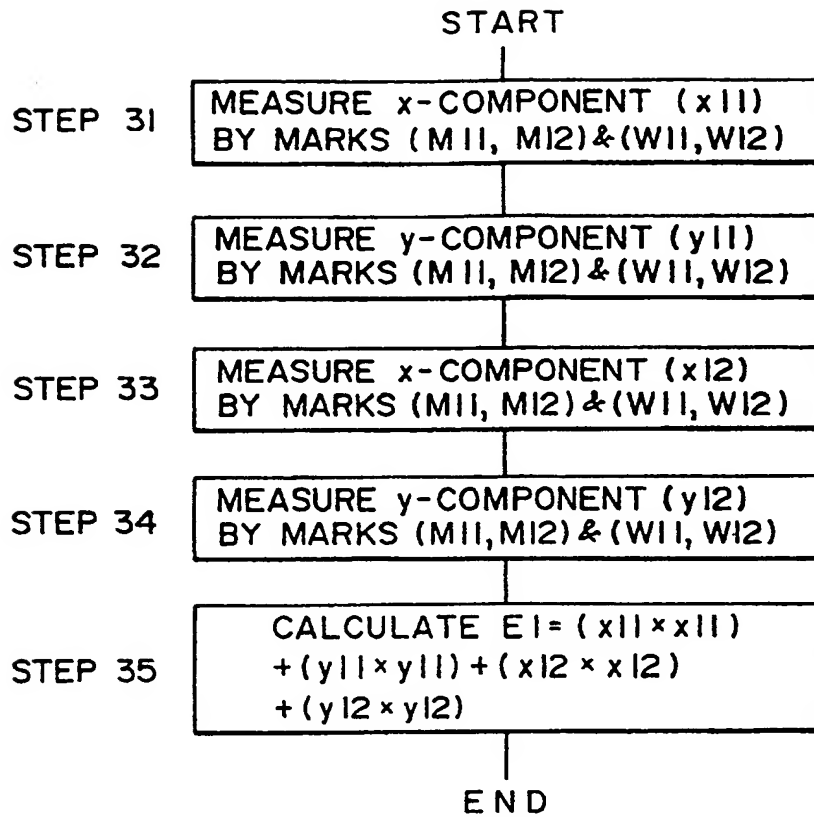 START
STEP 31
MEASURE x-COMPONENT (x11)
BY MARKS (M11, M12) & (W11, W12)
STEP 32
MEASURE y-COMPONENT (y11)
BY MARKS (M11, M12) & (W11, W12)
STEP 33
MEASURE x-COMPONENT (x12)
BY MARKS (M11, M12) & (W11, W12)
STEP 34
MEASURE y-COMPONENT (y12)
BY MARKS (M11, M12) & (W11, W12)
STEP 35
CALCULATE E1 = (x11 × x11)
+ (y11 × y11) + (x12 × x12)
+ (y12 × y12)
END